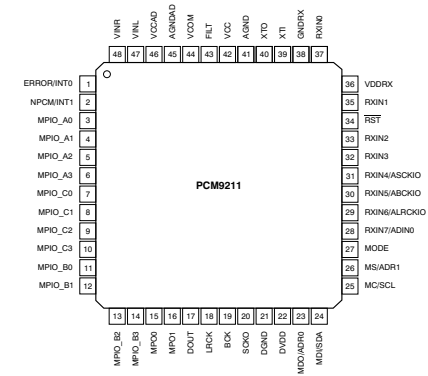 VINR
VINL
VCCAD
AGNDAD
VCOM
FILT
VCC
AGND
XTO
XTI
GNDRX
RXIN0
48 47 46 45 44 43 42 41 40 39 38 37
ERROR/INT0 1
NPCM/INT1 2
MPIO_A0 3
MPIO_A1 4
MPIO_A2 5
MPIO_A3 6
MPIO_C0 7
MPIO_C1 8
MPIO_C2 9
MPIO_C3 10
MPIO_B0 11
MPIO_B1 12
PCM9211
36 VDDRX
35 RXIN1
34 RST
33 RXIN2
32 RXIN3
31 RXIN4/ASCKIO
30 RXIN5/ABCKIO
29 RXIN6/ALRCKIO
28 RXIN7/ADIN0
27 MODE
26 MS/ADR1
25 MC/SCL
13 14 15 16 17 18 19 20 21 22 23 24
MPIO_B2
MPIO_B3
MPO0
MPO1
DOUT
LRCK
BCK
SCKO
DGND
DVDD
MDO/ADR0
MDI/SDA